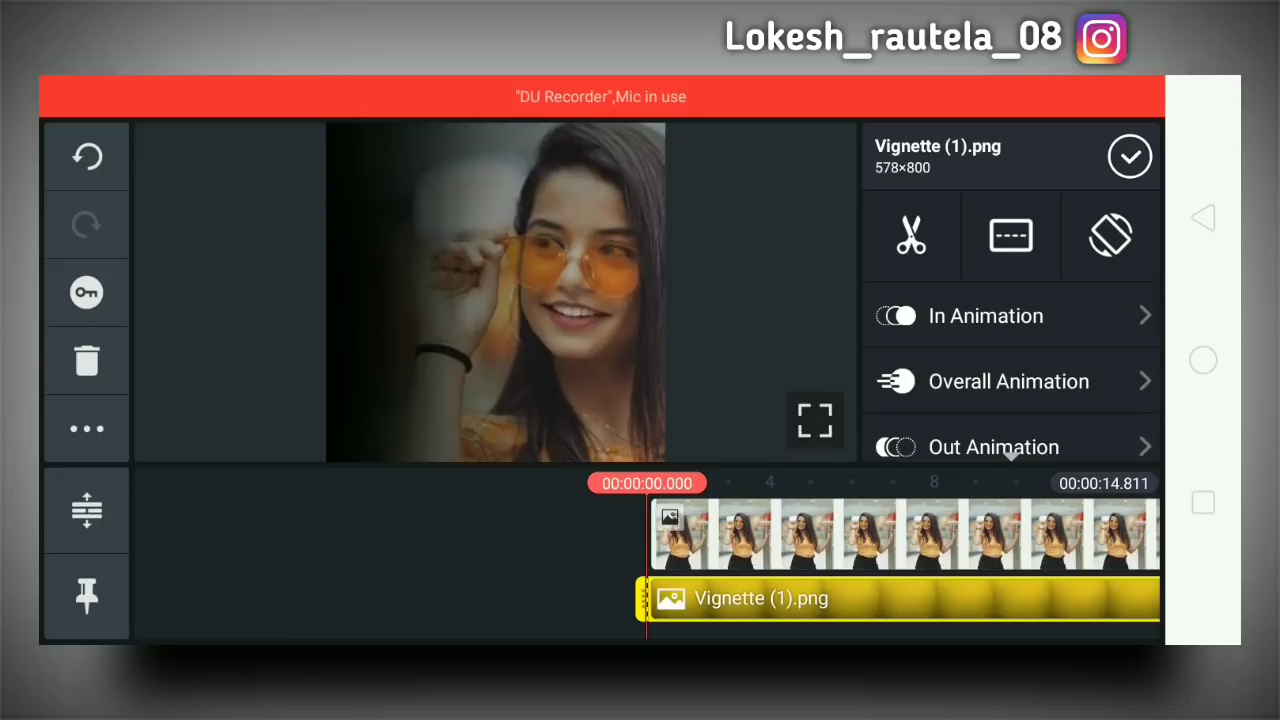 Lokesh_rautela_08
"DU Recorder",Mic in use
Vignette (1).png
578×800
In Animation
Overall Animation
Out Animation
00:00:00.000
4
8
00:00:14.811
Vignette (1).png